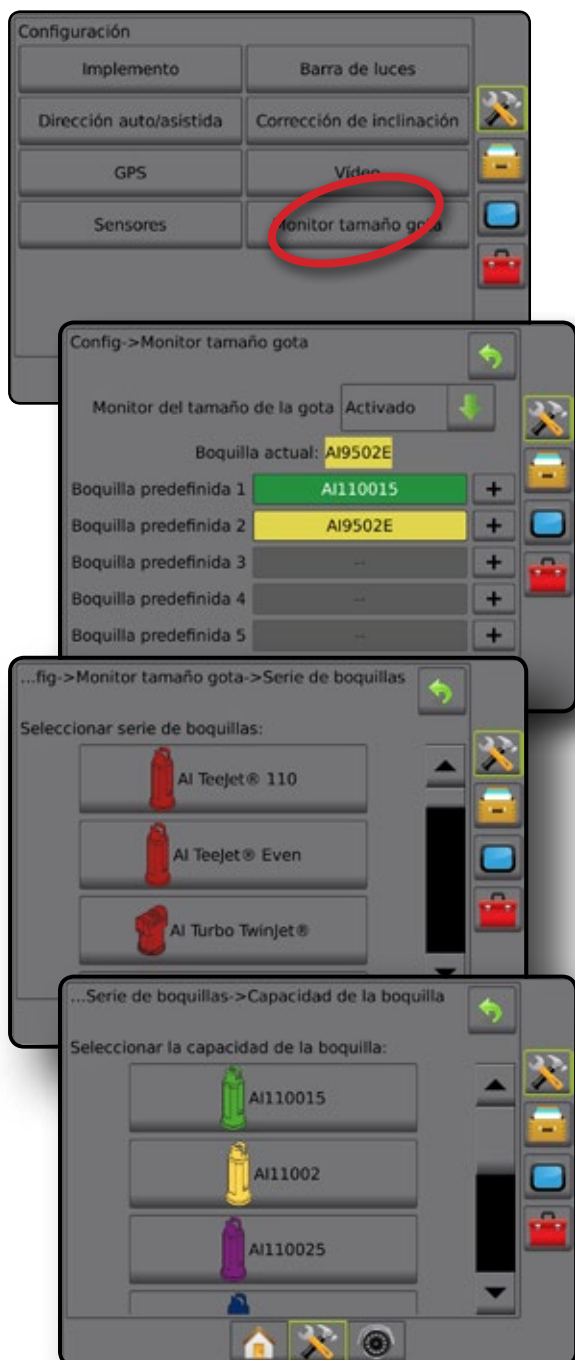 Configuración
Implemento Barra de luces
Dirección auto/asistida Corrección de inclinación
GPS Vídeo
Sensores Monitor tamaño gota
Config->Monitor tamaño gota
Monitor del tamaño de la gota Activado
Boquilla actual: AI9502E
Boquilla predefinida 1 AI110015 +
Boquilla predefinida 2 AI9502E +
Boquilla predefinida 3 -- +
Boquilla predefinida 4 -- +
Boquilla predefinida 5 -- +
...fig->Monitor tamaño gota->Serie de boquillas
Seleccionar serie de boquillas:
AI TeeJet® 110
AI TeeJet® Even
AI Turbo TwinJet®
...Serie de boquillas->Capacidad de la boquilla
Seleccionar la capacidad de la boquilla:
AI110015
AI11002
AI110025